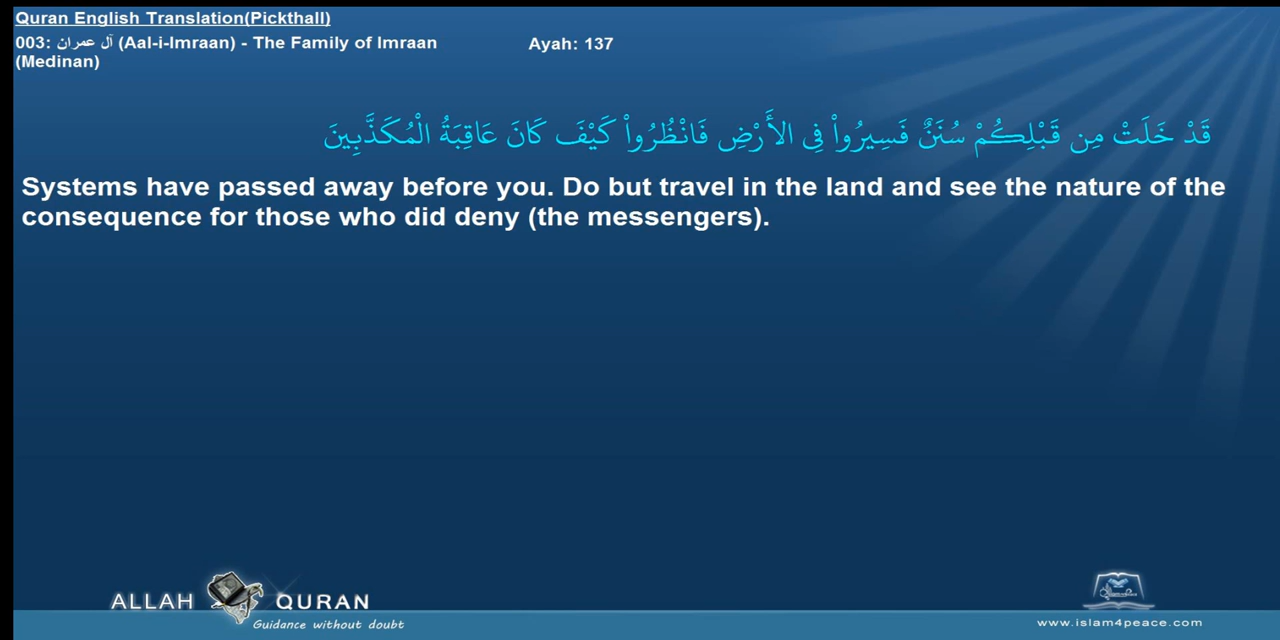 Quran English Translation(Pickthall)
003: آل عمران (Aal-i-Imraan) - The Family of Imraan
(Medinan)
Ayah: 137
قَدْ خَلَتْ مِن قَبْلِكُمْ سُنَنٌ فَسِيرُواْ فِي الأَرْضِ فَانْظُرُواْ كَيْفَ كَانَ عَاقِبَةُ الْمُكَذَّبِينَ
Systems have passed away before you. Do but travel in the land and see the nature of the
consequence for those who did deny (the messengers).
ALLAH QURAN
Guidance without doubt
www.islam4peace.com